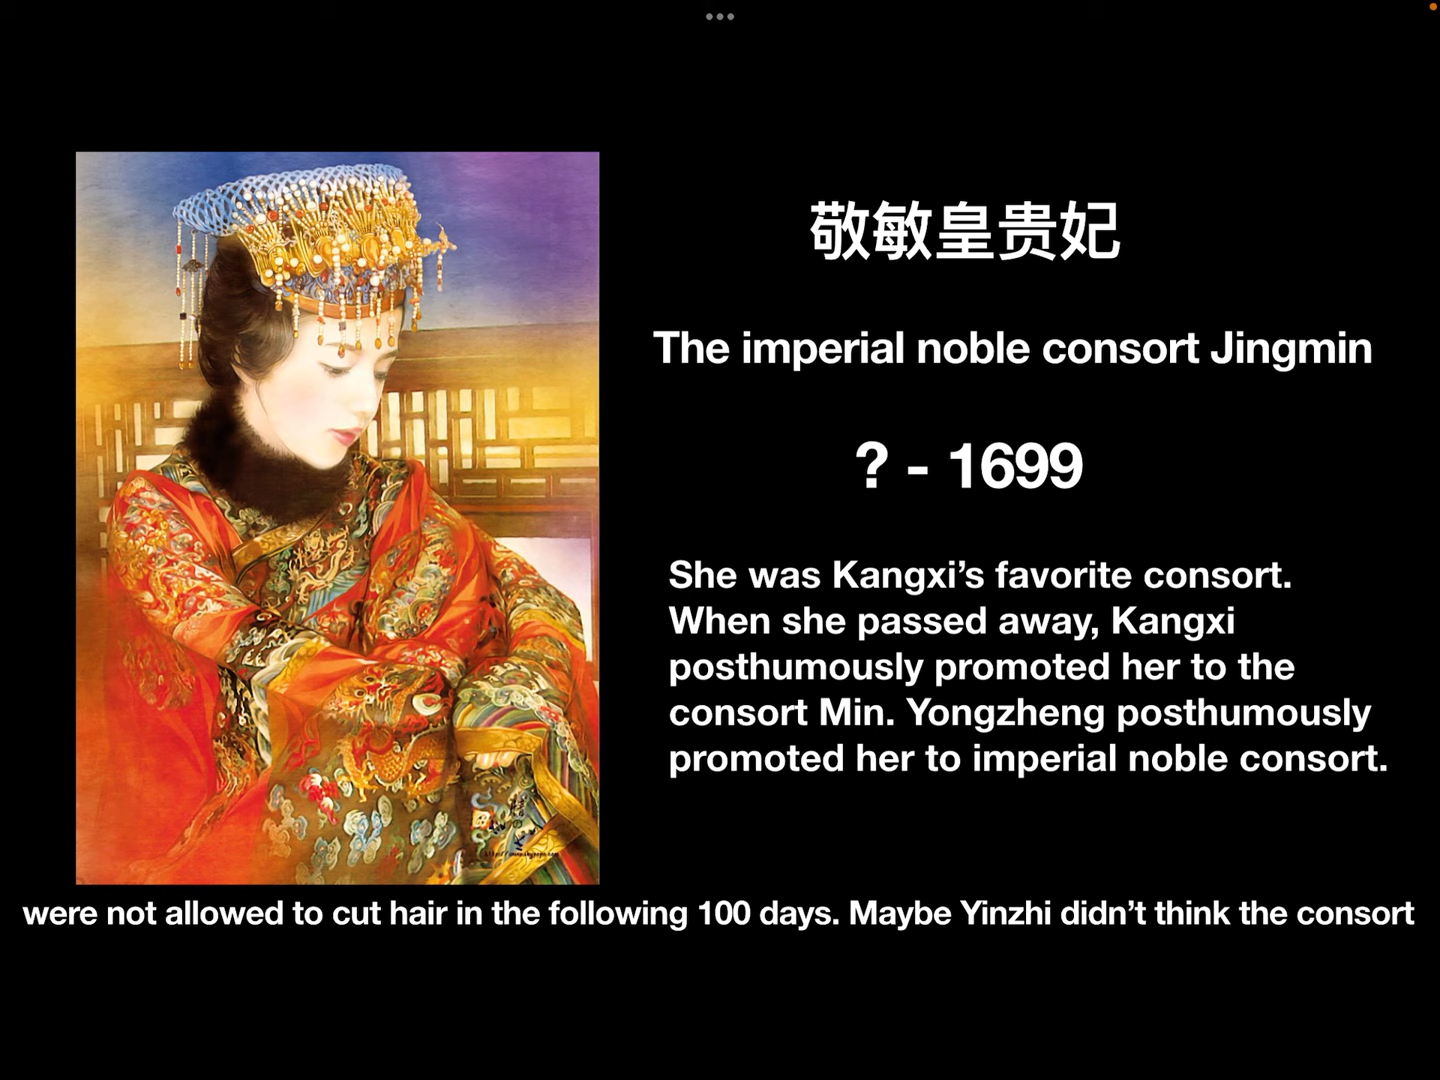 敬敏皇贵妃
The imperial noble consort Jingmin
? - 1699
She was Kangxi’s favorite consort.
When she passed away, Kangxi
posthumously promoted her to the
consort Min. Yongzheng posthumously
promoted her to imperial noble consort.
were not allowed to cut hair in the following 100 days. Maybe Yinzhi didn’t think the consort